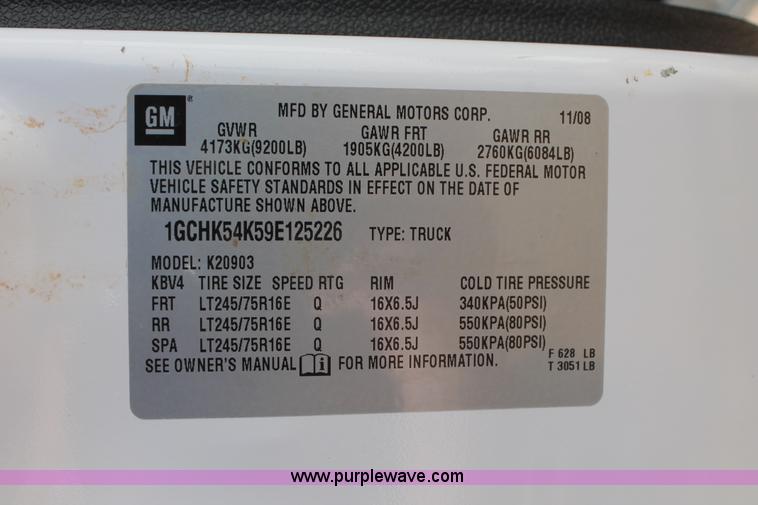 GM
MFD BY GENERAL MOTORS CORP. 11/08
GVWR GAWR FRT GAWR RR
4173KG(9200LB) 1905KG(4200LB) 2760KG(6084LB)
THIS VEHICLE CONFORMS TO ALL APPLICABLE U.S. FEDERAL MOTOR
VEHICLE SAFETY STANDARDS IN EFFECT ON THE DATE OF
MANUFACTURE SHOWN ABOVE.
1GCHK54K59E125226 TYPE: TRUCK
MODEL: K20903
KBV4 TIRE SIZE SPEED RTG RIM COLD TIRE PRESSURE
FRT LT245/75R16E Q 16X6.5J 340KPA(50PSI)
RR LT245/75R16E Q 16X6.5J 550KPA(80PSI)
SPA LT245/75R16E Q 16X6.5J 550KPA(80PSI)
SEE OWNER'S MANUAL FOR MORE INFORMATION.
F 628 LB
T 3051 LB
www.purplewave.com